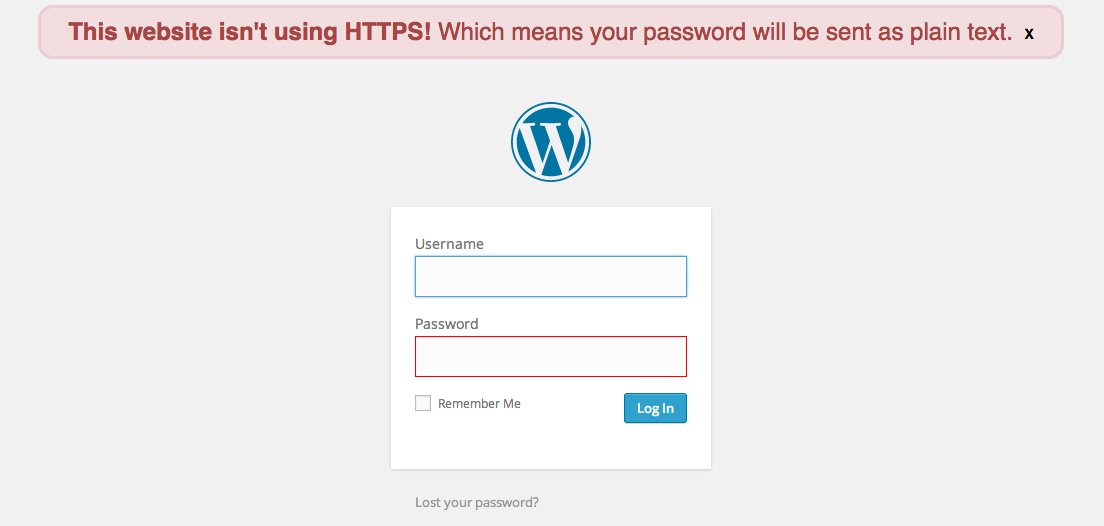 This website isn't using HTTPS! Which means your password will be sent as plain text. x
Username
Password
Remember Me
Log In
Lost your password?